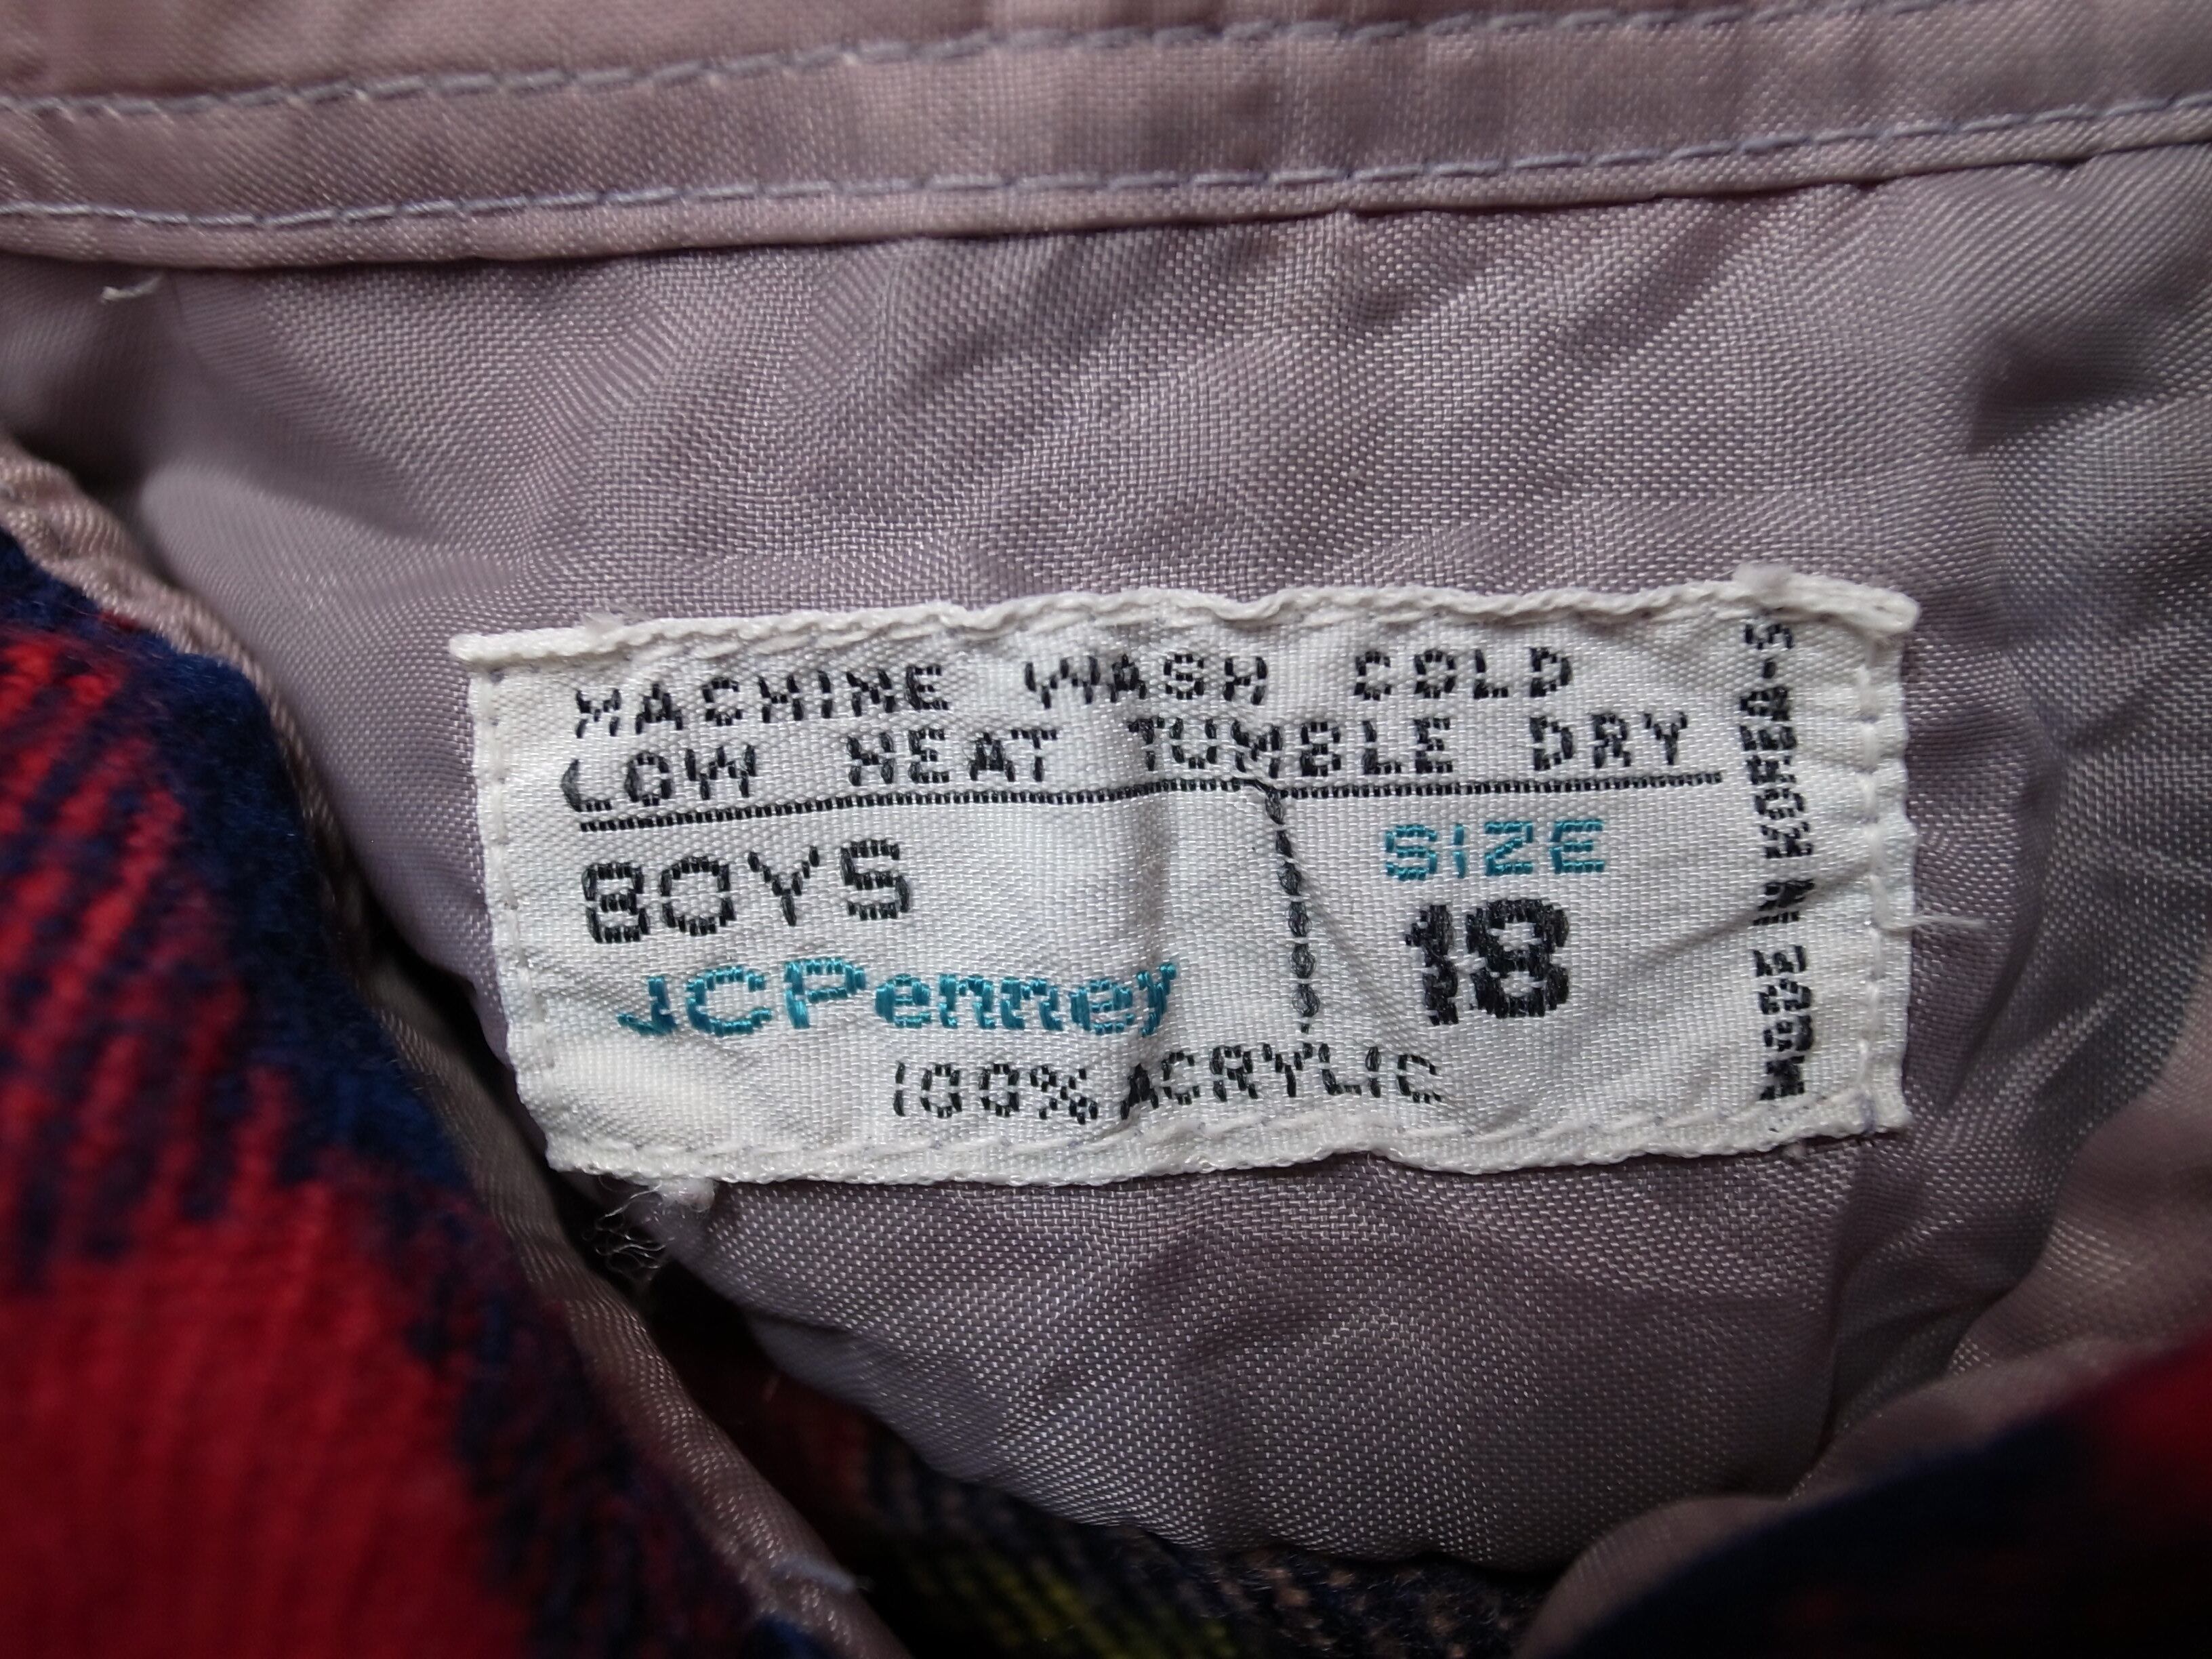 MACHINE WASH COLD
LOW HEAT TUMBLE DRY
BOYS
JCPenney
SIZE
18
100% ACRYLIC
MADE IN KOREA-S